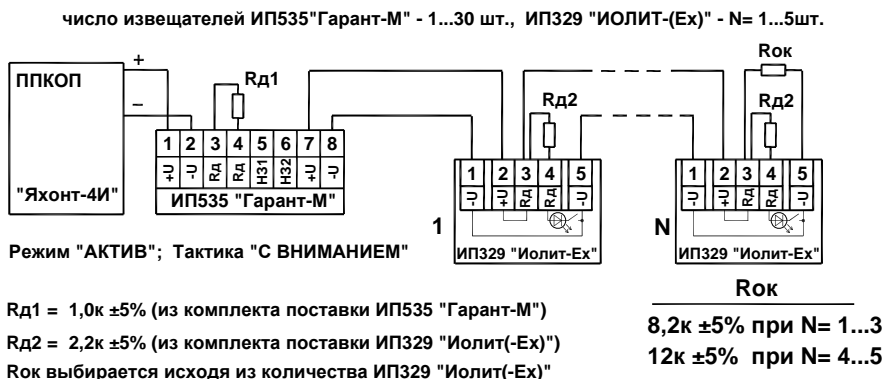 число извещателей ИП535"Гарант-М" - 1...30 шт., ИП329 "ИОЛИТ-(Ex)" - N= 1...5шт.
Rок
+
ППКОП
Rд1
Rд2
Rд2
–
1 2 3 4 5 6 7 8
+U -U Rд Rд НЗ1 НЗ2 +U -U
1 2 3 4 5
1 2 3 4 5
"Яхонт-4И"
ИП535 "Гарант-М"
-U +U Rд Rд -U
-U +U Rд Rд -U
1
N
Режим "АКТИВ"; Тактика "С ВНИМАНИЕМ"
ИП329 "Иолит-Ex"
ИП329 "Иолит-Ex"
Rок
Rд1 = 1,0к ±5% (из комплекта поставки ИП535 "Гарант-М")
8,2к ±5% при N= 1...3
Rд2 = 2,2к ±5% (из комплекта поставки ИП329 "Иолит(-Ex)")
12к ±5% при N= 4...5
Rок выбирается исходя из количества ИП329 "Иолит(-Ex)"